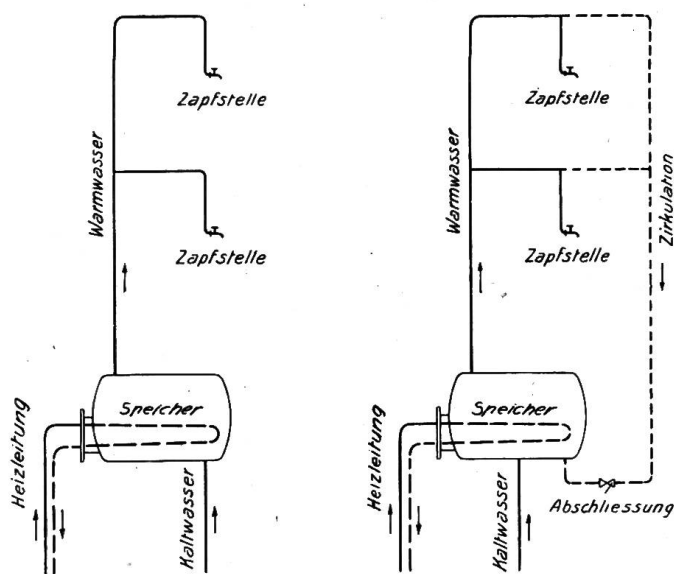 Zapfstelle
Warmwasser
Zapfstelle
Speicher
Heizleitung
Kaltwasser
Zapfstelle
Warmwasser
Zirkulation
Zapfstelle
Speicher
Heizleitung
Abschliessung
Kaltwasser